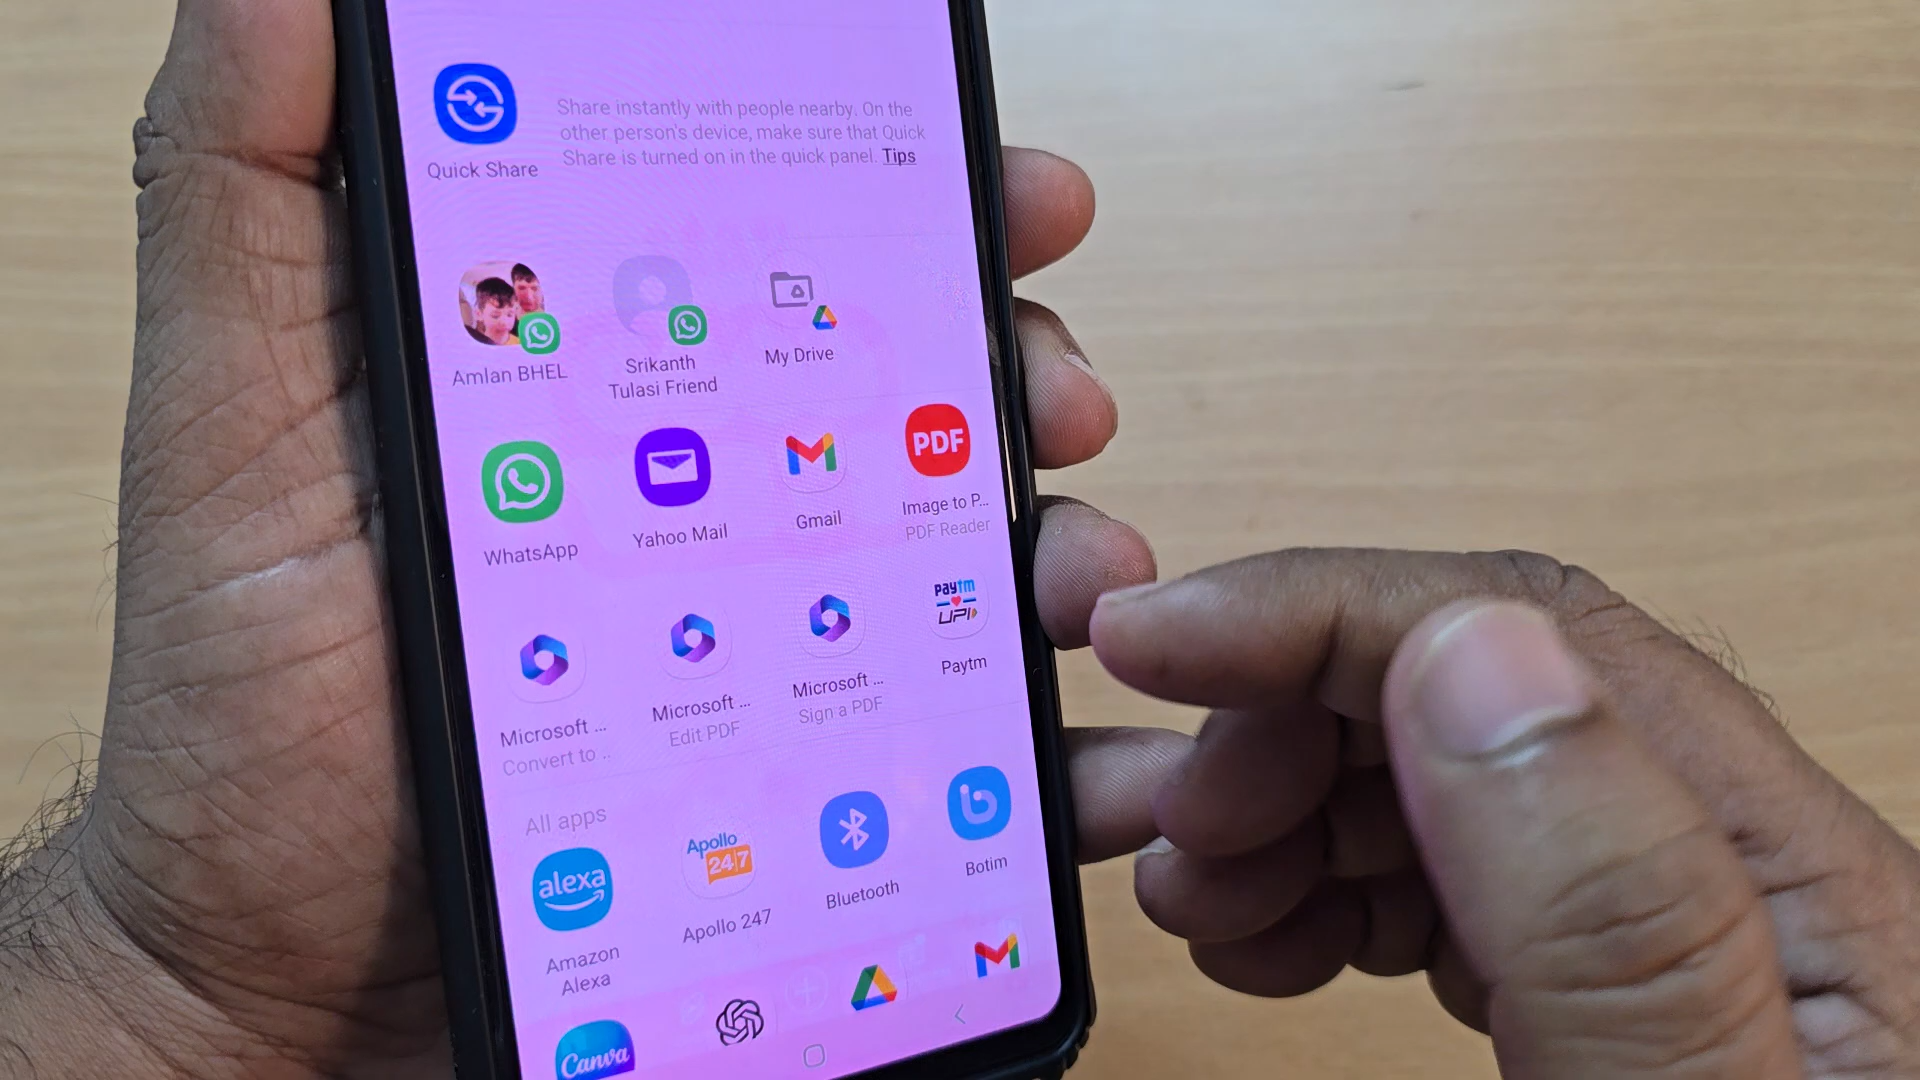 Share instantly with people nearby. On the
other person's device, make sure that Quick
Share is turned on in the quick panel. Tips
Quick Share
Amlan BHEL
Srikanth
Tulasi Friend
My Drive
PDF
WhatsApp
Yahoo Mail
Gmail
Image to P...
PDF Reader
paytm
UPI
Microsoft ...
Convert to ..
Microsoft ...
Edit PDF
Microsoft ...
Sign a PDF
Paytm
All apps
alexa
Apollo
24|7
Amazon
Alexa
Apollo 247
Bluetooth
Botim
Canva